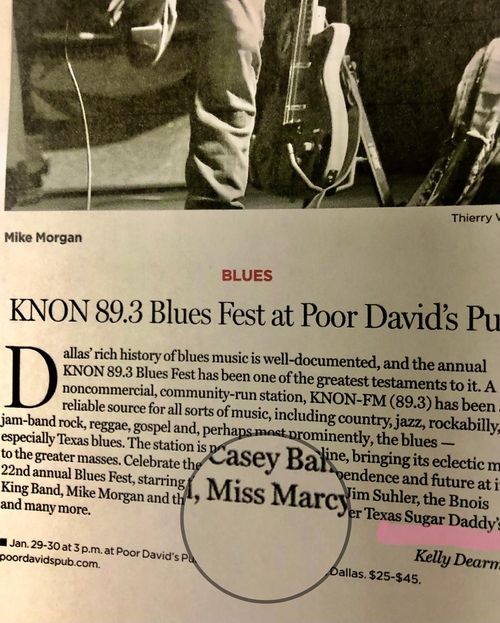 Thierry
Mike Morgan
BLUES
KNON 89.3 Blues Fest at Poor David's Pu
Dallas' rich history of blues music is well-documented, and the annual
KNON 89.3 Blues Fest has been one of the greatest testaments to it. A
noncommercial, community-run station, KNON-FM (89.3) has been
reliable source for all sorts of music, including country, jazz, rockabilly,
jam-band rock, reggae, gospel and, perhaps most prominently, the blues —
especially Texas blues. The station is line, bringing its eclectic m
to the greater masses. Celebrate the pendence and future at i
22nd annual Blues Fest, starring Casey Jim Suhler, the Bnois
King Band, Mike Morgan and th i, Miss Marcy er Texas Sugar Daddy's
and many more.
Kelly Dearm
■ Jan. 29-30 at 3 p.m. at Poor David's Pu Dallas. $25-$45.
poordavidspub.com.